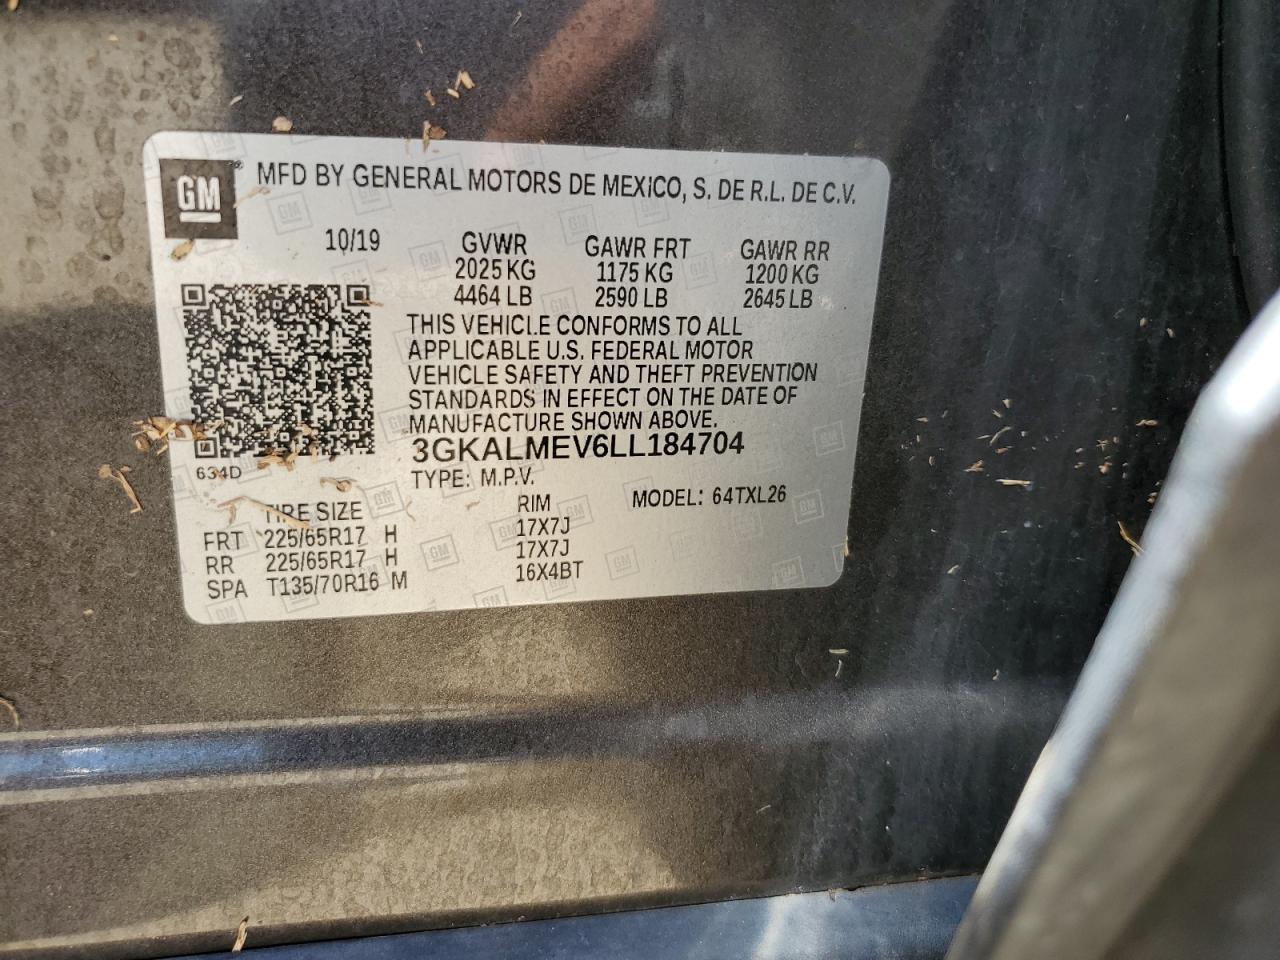 GM
MFD BY GENERAL MOTORS DE MEXICO, S. DE R.L. DE C.V.
10/19 GVWR GAWR FRT GAWR RR
2025 KG 1175 KG 1200 KG
4464 LB 2590 LB 2645 LB
THIS VEHICLE CONFORMS TO ALL
APPLICABLE U.S. FEDERAL MOTOR
VEHICLE SAFETY AND THEFT PREVENTION
STANDARDS IN EFFECT ON THE DATE OF
MANUFACTURE SHOWN ABOVE.
3GKALMEV6LL184704
634D
TYPE: M.P.V. MODEL: 64TXL26
TIRE SIZE RIM
FRT 225/65R17 H 17X7J
RR 225/65R17 H 17X7J
SPA T135/70R16 M 16X4BT